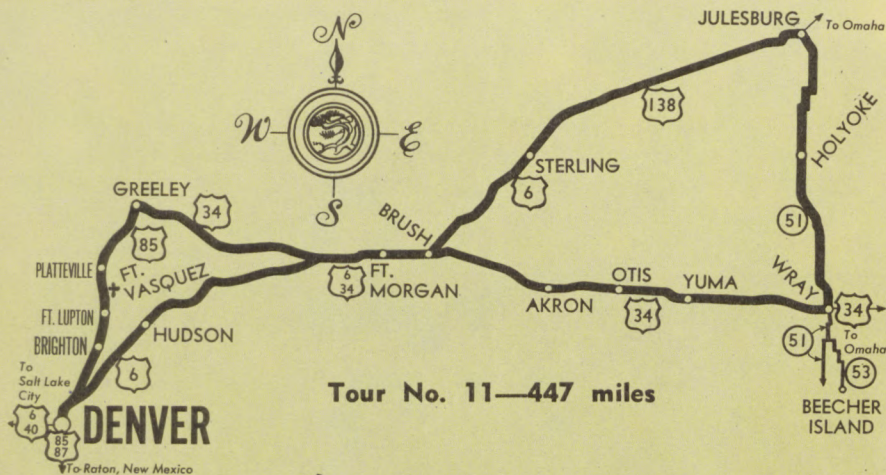 JULESBURG
To Omaha
N
W
E
S
138
HOLYOKE
STERLING
6
GREELEY
34
85
BRUSH
51
PLATTEVILLE
FT.
VASQUEZ
6
34
FT.
MORGAN
OTIS
YUMA
WRAY
AKRON
34
34
FT. LUPTON
HUDSON
BRIGHTON
6
51
To
Omaha
53
To
Salt Lake
City
6
40
Tour No. 11—447 miles
BEECHER
ISLAND
DENVER
85
87
To Raton, New Mexico